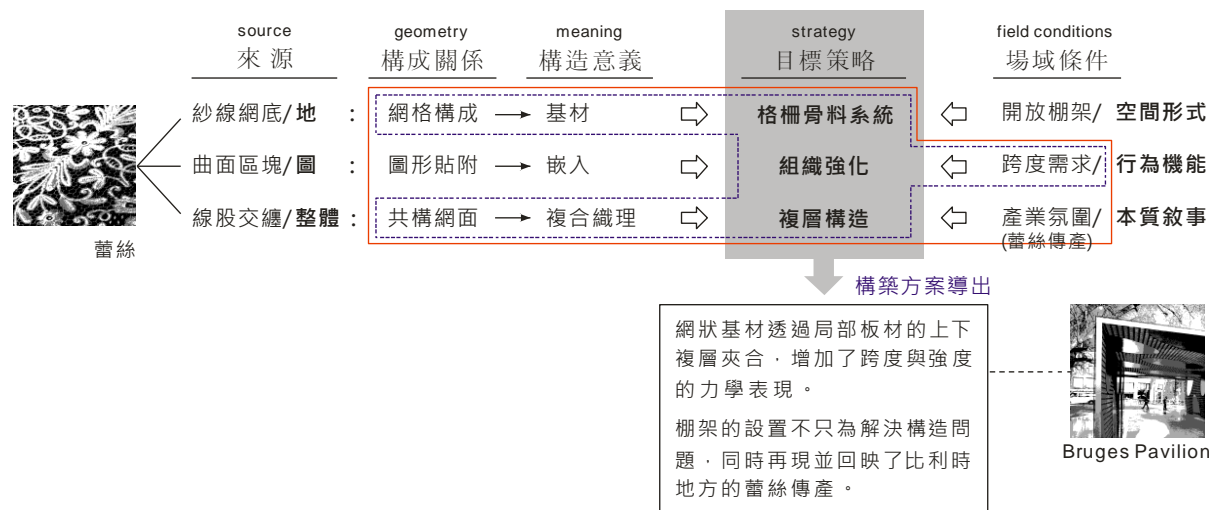 source geometry meaning strategy field conditions
來源 構成關係 構造意義 目標策略 場域條件
紗線網底/地 : 網格構成 → 基材 ⇨ 格柵骨料系統 ⇦ 開放棚架/ 空間形式
曲面區塊/圖 : 圖形貼附 → 嵌入 組織強化 ⇦ 跨度需求/ 行為機能
線股交纏/整體 : 共構網面 → 複合織理 ⇨ 複層構造 ⇦ 產業氛圍/ 本質敘事
(蕾絲傳產)
蕾絲
構築方案導出
網狀基材透過局部板材的上下
複層夾合，增加了跨度與強度
的力學表現。
棚架的設置不只為解決構造問
題，同時再現並回映了比利時
地方的蕾絲傳產。
Bruges Pavilion